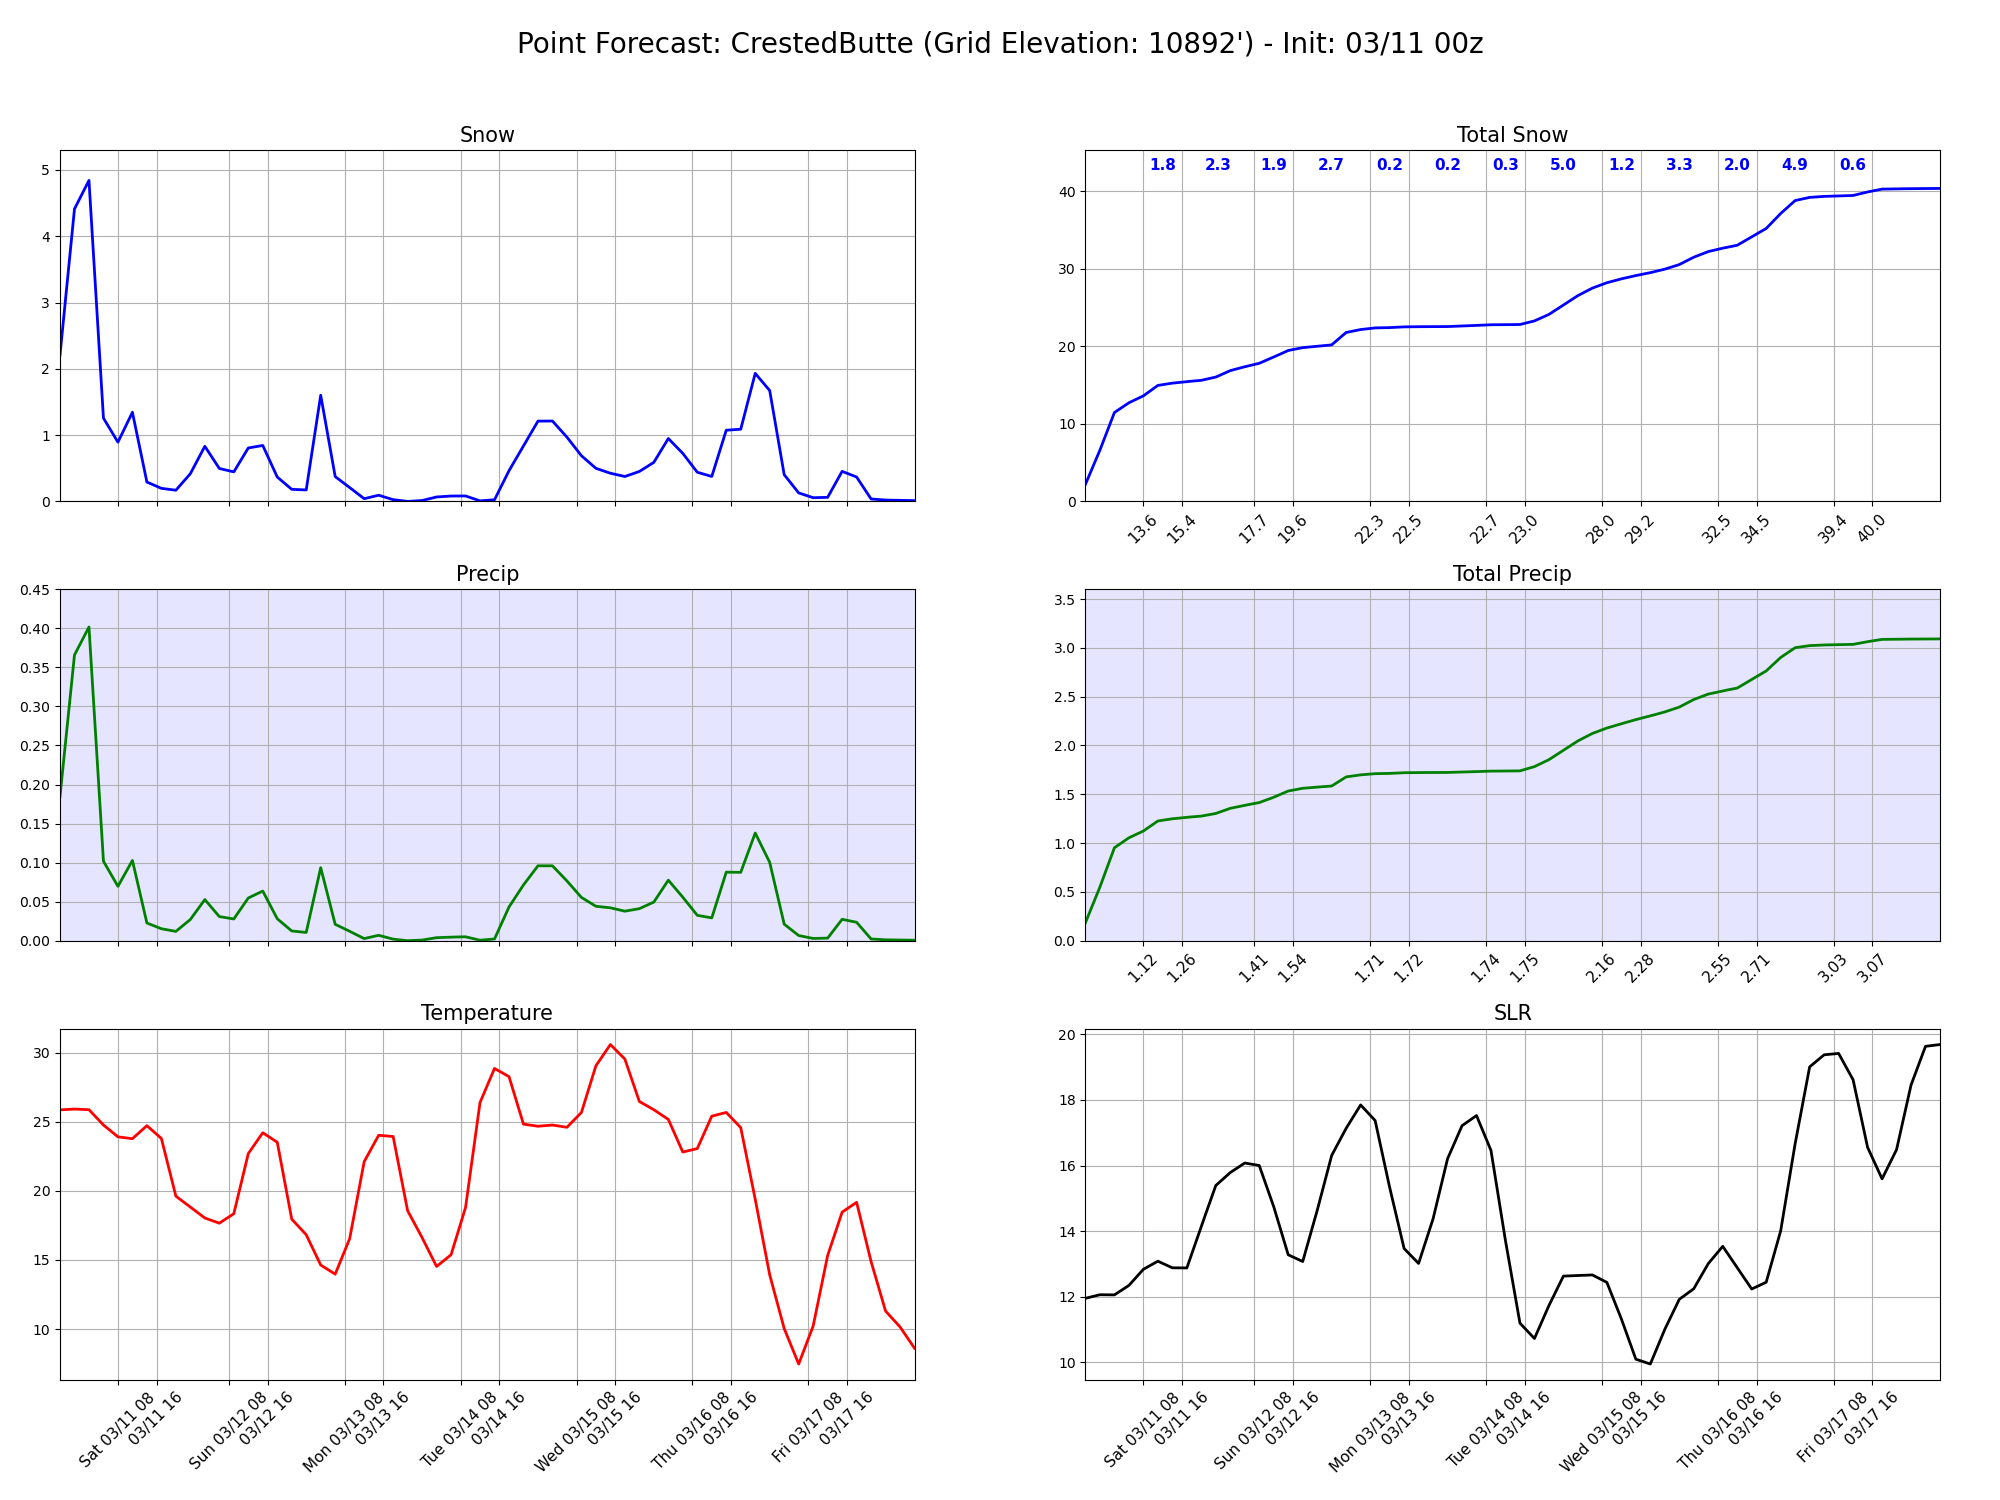 Point Forecast: CrestedButte (Grid Elevation: 10892') - Init: 03/11 00z
Snow
5
4
3
2
1
0
Total Snow
1.8 2.3 1.9 2.7 0.2 0.2 0.3 5.0 1.2 3.3 2.0 4.9 0.6
40
30
20
10
0
13.6 15.4 17.7 19.6 22.3 22.5 22.7 23.0 28.0 29.2 32.5 34.5 39.4 40.0
Precip
0.45
0.40
0.35
0.30
0.25
0.20
0.15
0.10
0.05
0.00
Total Precip
3.5
3.0
2.5
2.0
1.5
1.0
0.5
0.0
1.12 1.26 1.41 1.54 1.71 1.72 1.74 1.75 2.16 2.28 2.55 2.71 3.03 3.07
Temperature
30
25
20
15
10
Sat 03/11 08
03/11 16
Sun 03/12 08
03/12 16
Mon 03/13 08
03/13 16
Tue 03/14 08
03/14 16
Wed 03/15 08
03/15 16
Thu 03/16 08
03/16 16
Fri 03/17 08
03/17 16
SLR
20
18
16
14
12
10
Sat 03/11 08
03/11 16
Sun 03/12 08
03/12 16
Mon 03/13 08
03/13 16
Tue 03/14 08
03/14 16
Wed 03/15 08
03/15 16
Thu 03/16 08
03/16 16
Fri 03/17 08
03/17 16